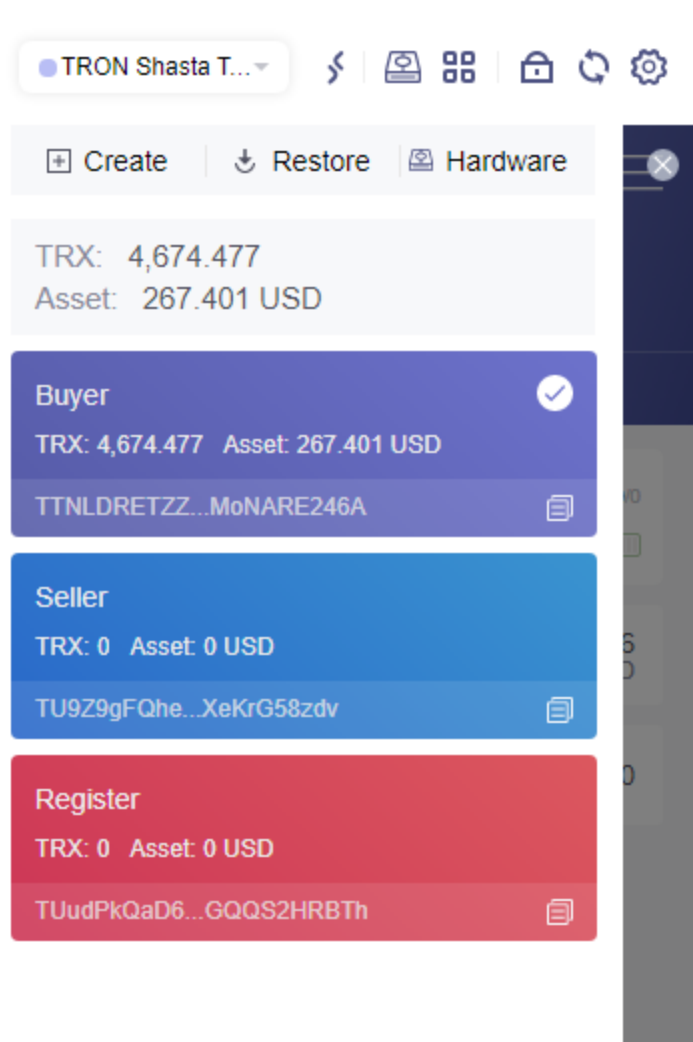 TRON Shasta T...
Create Restore Hardware
TRX: 4,674.477
Asset: 267.401 USD
Buyer
TRX: 4,674.477 Asset: 267.401 USD
TTNLDRETZZ...MoNARE246A
Seller
TRX: 0 Asset: 0 USD
TU9Z9gFQhe...XeKrG58zdv
Register
TRX: 0 Asset: 0 USD
TUudPkQaD6...GQQS2HRBTh